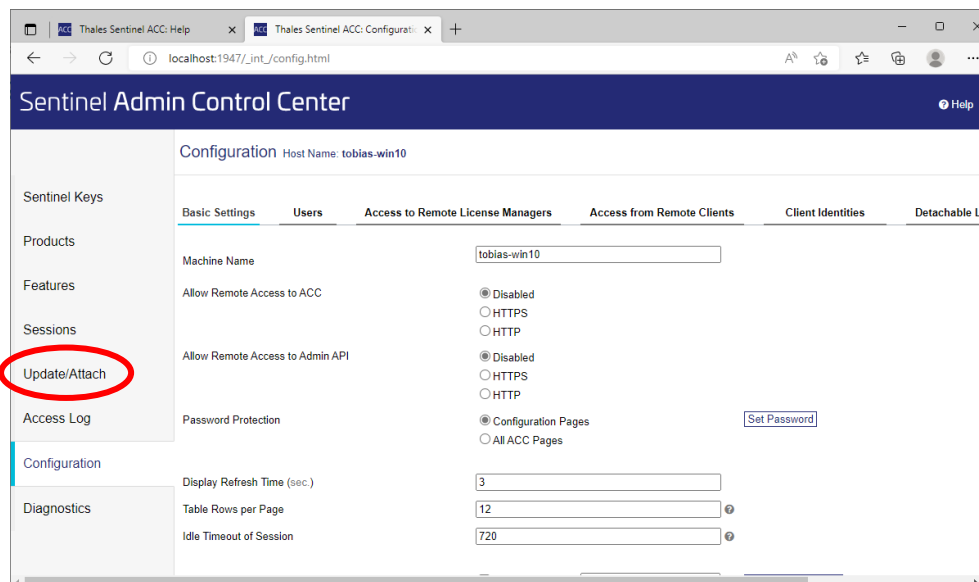 ACC Thales Sentinel ACC: Help
ACC Thales Sentinel ACC: Configuratio
localhost:1947/_int_/config.html
Sentinel Admin Control Center
Help
Configuration Host Name: tobias-win10
Sentinel Keys
Products
Features
Sessions
Update/Attach
Access Log
Configuration
Diagnostics
Basic Settings Users Access to Remote License Managers Access from Remote Clients Client Identities Detachable L
Machine Name tobias-win10
Allow Remote Access to ACC Disabled
HTTPS
HTTP
Allow Remote Access to Admin API Disabled
HTTPS
HTTP
Password Protection Configuration Pages Set Password
All ACC Pages
Display Refresh Time (sec.) 3
Table Rows per Page 12
Idle Timeout of Session 720